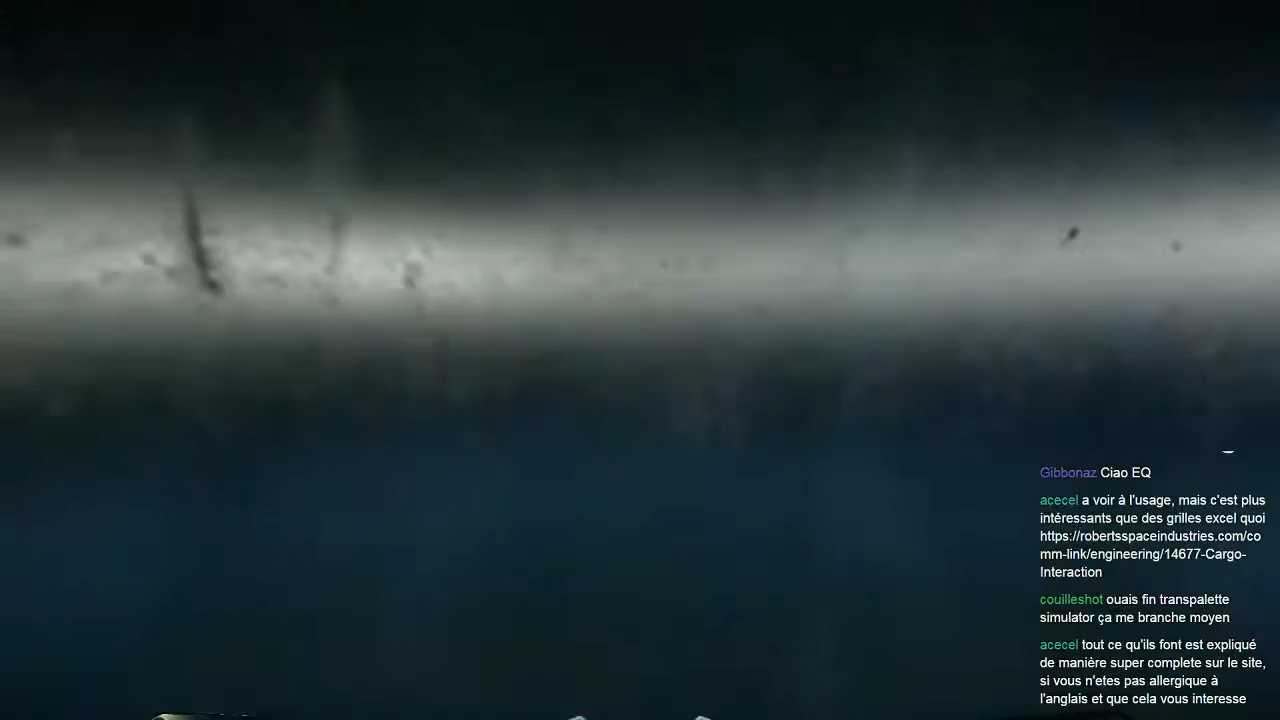 Gibbonaz Ciao EQ
acecel a voir à l'usage, mais c'est plus
intéressants que des grilles excel quoi
https://robertsspaceindustries.com/co
mm-link/engineering/14677-Cargo-
Interaction
couilleshot ouais fin transpalette
simulator ça me branche moyen
acecel tout ce qu'ils font est expliqué
de manière super complete sur le site,
si vous n'etes pas allergique à
l'anglais et que cela vous interesse